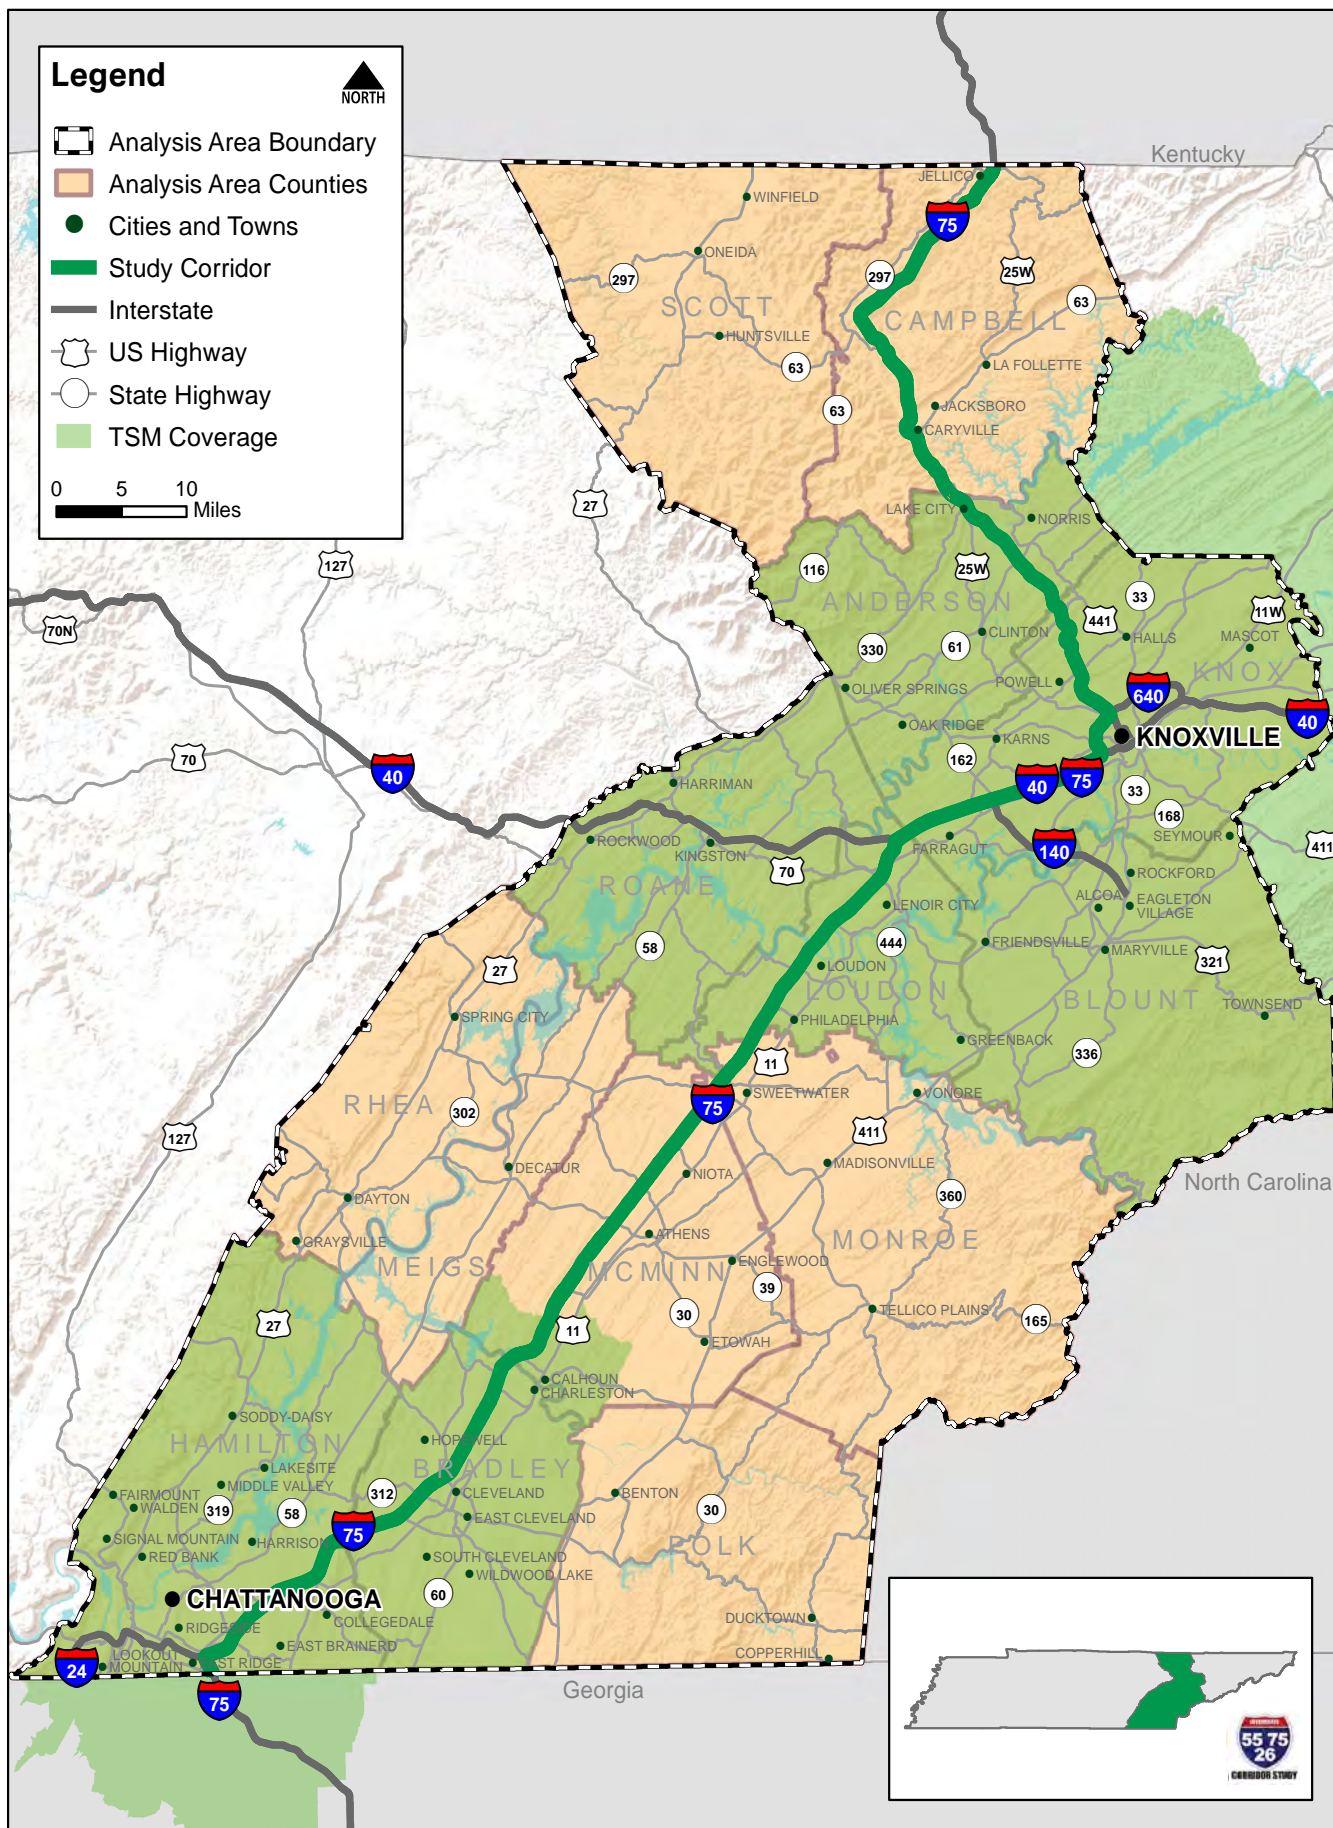 Legend
NORTH
Analysis Area Boundary
Analysis Area Counties
Cities and Towns
Study Corridor
Interstate
US Highway
State Highway
TSM Coverage
0 5 10
Miles
Kentucky
JELLICO
WINFIELD
75
ONEIDA
297
297
25W
SCOTT
63
CAMPBELL
HUNTSVILLE
63
LA FOLLETTE
63
JACKSBORO
CARYVILLE
27
LAKE CITY
NORRIS
127
116
25W
33
ANDERSON
11W
441
70N
CLINTON
HALLS
330
61
MASCOT
KNOX
POWELL
OLIVER SPRINGS
640
40
OAK RIDGE
KARNS
KNOXVILLE
70
162
40
HARRIMAN
40
75
33
168
ROCKWOOD
KINGSTON
FARRAGUT
SEYMOUR
140
411
70
ROCKFORD
ROANE
LENOIR CITY
ALCOA
EAGLETON
VILLAGE
58
444
FRIENDSVILLE
MARYVILLE
321
27
LOUDON
LOUDON
BLOUNT
TOWNSEND
SPRING CITY
PHILADELPHIA
GREENBACK
336
11
RHEA
302
75
SWEETWATER
VONORE
127
411
DECATUR
NIOTA
MADISONVILLE
North Carolina
DAYTON
360
ATHENS
GRAYSVILLE
MONROE
MEIGS
MCMINN
ENGLEWOOD
39
30
TELLICO PLAINS
165
27
11
ETOWAH
CALHOUN
CHARLESTON
SODDY-DAISY
HAMILTON
HOPEWELL
LAKESITE
BRADLEY
MIDDLE VALLEY
FAIRMOUNT
WALDEN
312
CLEVELAND
BENTON
319
58
30
EAST CLEVELAND
75
SIGNAL MOUNTAIN
HARRISON
POLK
RED BANK
SOUTH CLEVELAND
WILDWOOD LAKE
60
CHATTANOOGA
COLLEGEDALE
DUCKTOWN
RIDGESIDE
EAST BRAINERD
LOOKOUT
MOUNTAIN
EAST RIDGE
COPPERHILL
24
75
Georgia
55 75
26
CORRIDOR STUDY